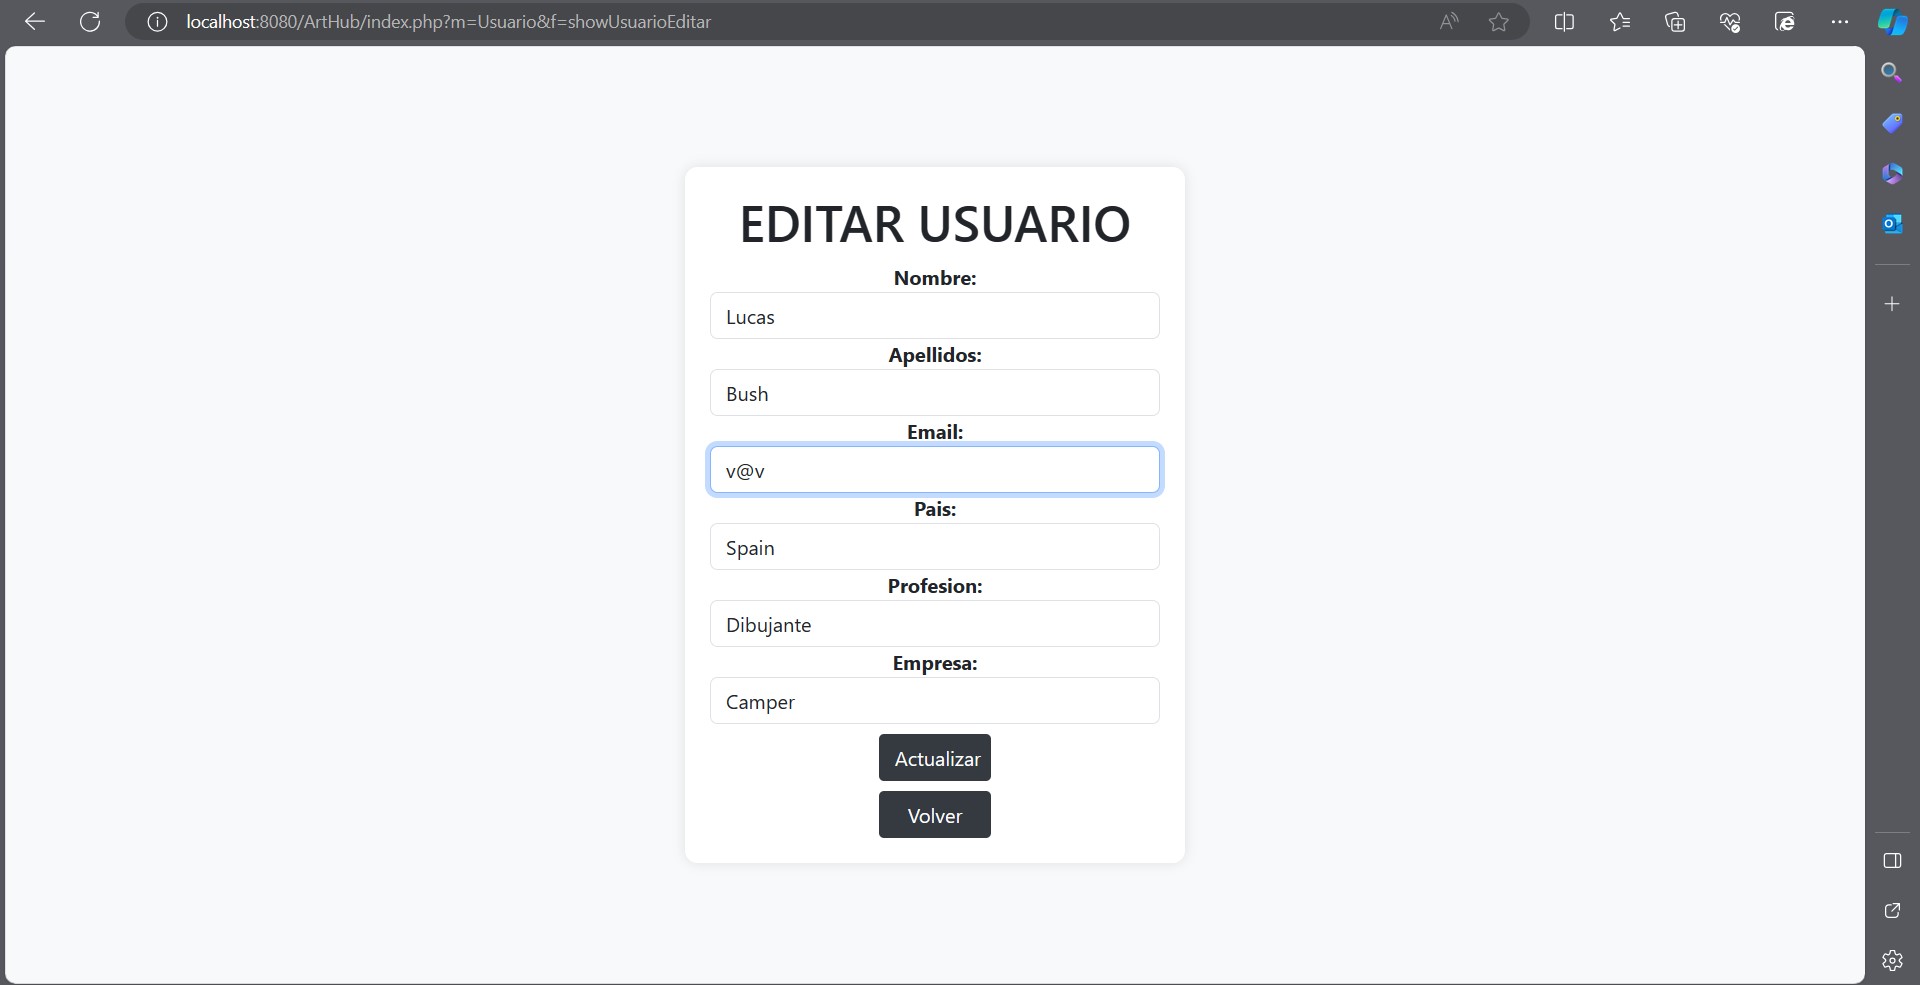 localhost:8080/ArtHub/index.php?m=Usuario&f=showUsuarioEditar
EDITAR USUARIO
Nombre:
Lucas
Apellidos:
Bush
Email:
v@v
Pais:
Spain
Profesion:
Dibujante
Empresa:
Camper
Actualizar
Volver